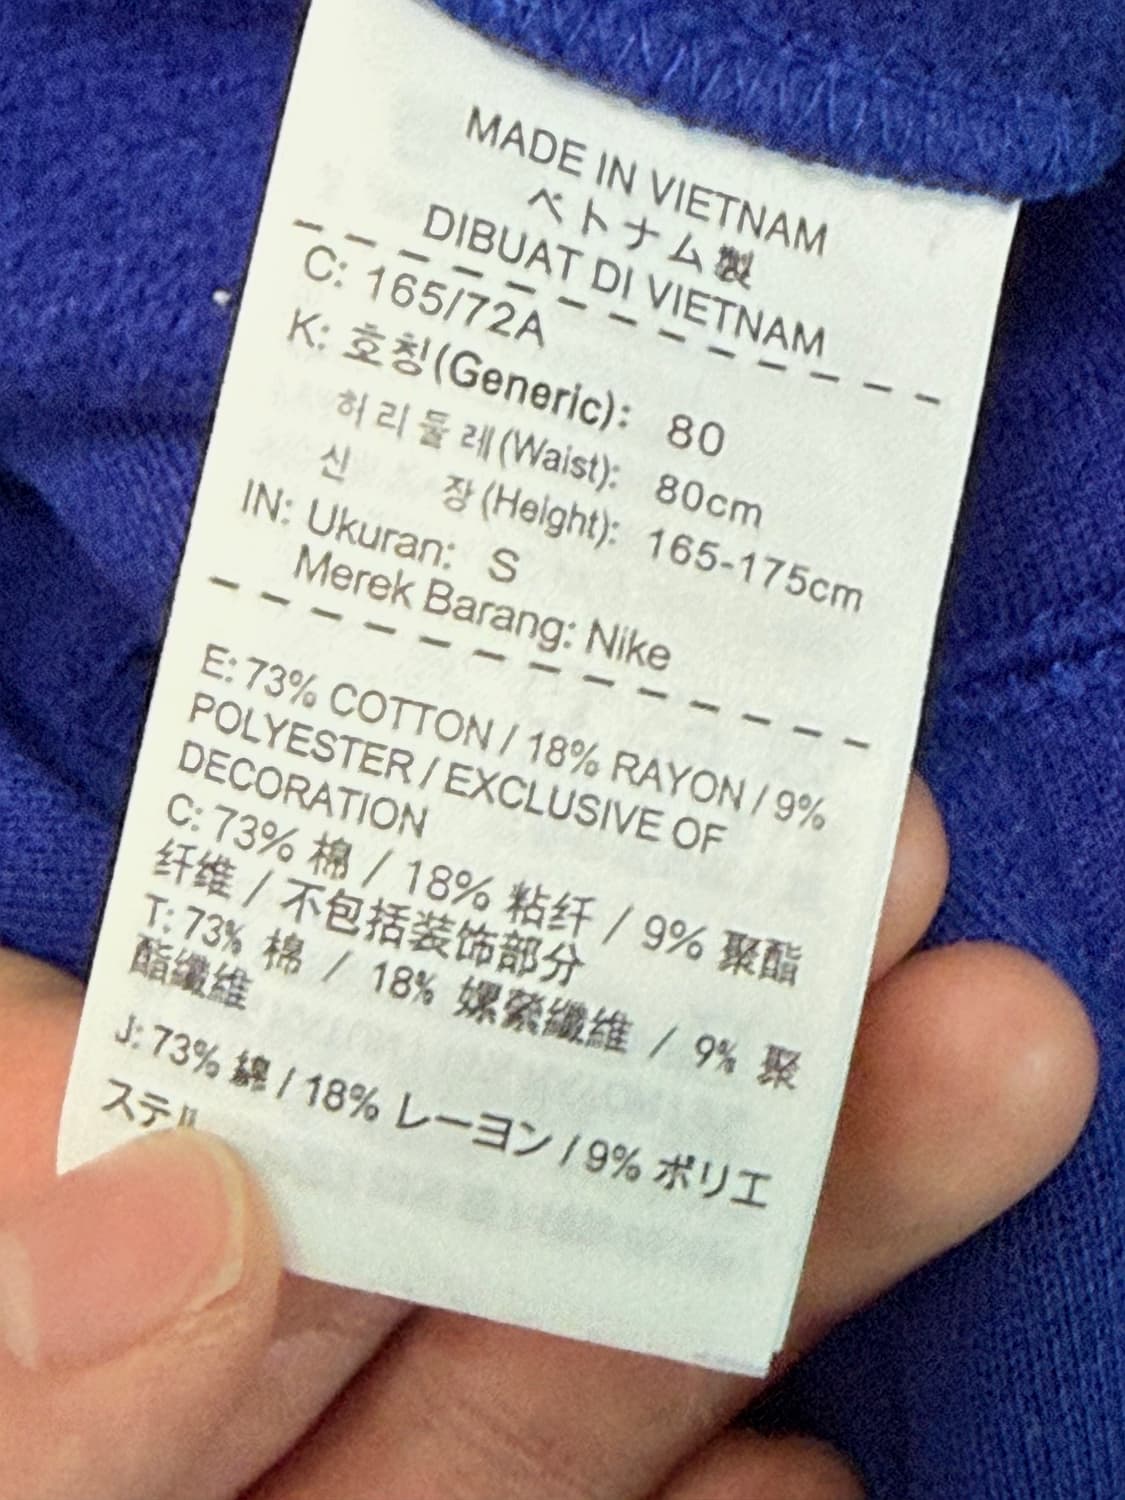 MADE IN VIETNAM
ベトナム製
DIBUAT DI VIETNAM
C: 165/72A
K: 호칭(Generic): 80
허리둘레(Waist): 80cm
신 장(Height): 165-175cm
IN: Ukuran: S
Merek Barang: Nike
E: 73% COTTON / 18% RAYON / 9%
POLYESTER / EXCLUSIVE OF
DECORATION
C: 73% 棉 / 18% 粘纤 / 9% 聚酯
纤维 / 不包括装饰部分
T: 73% 棉 / 18% 嫘縈纖維 / 9% 聚
酯纖維
J: 73% 綿 / 18% レーヨン / 9% ポリエ
ステル